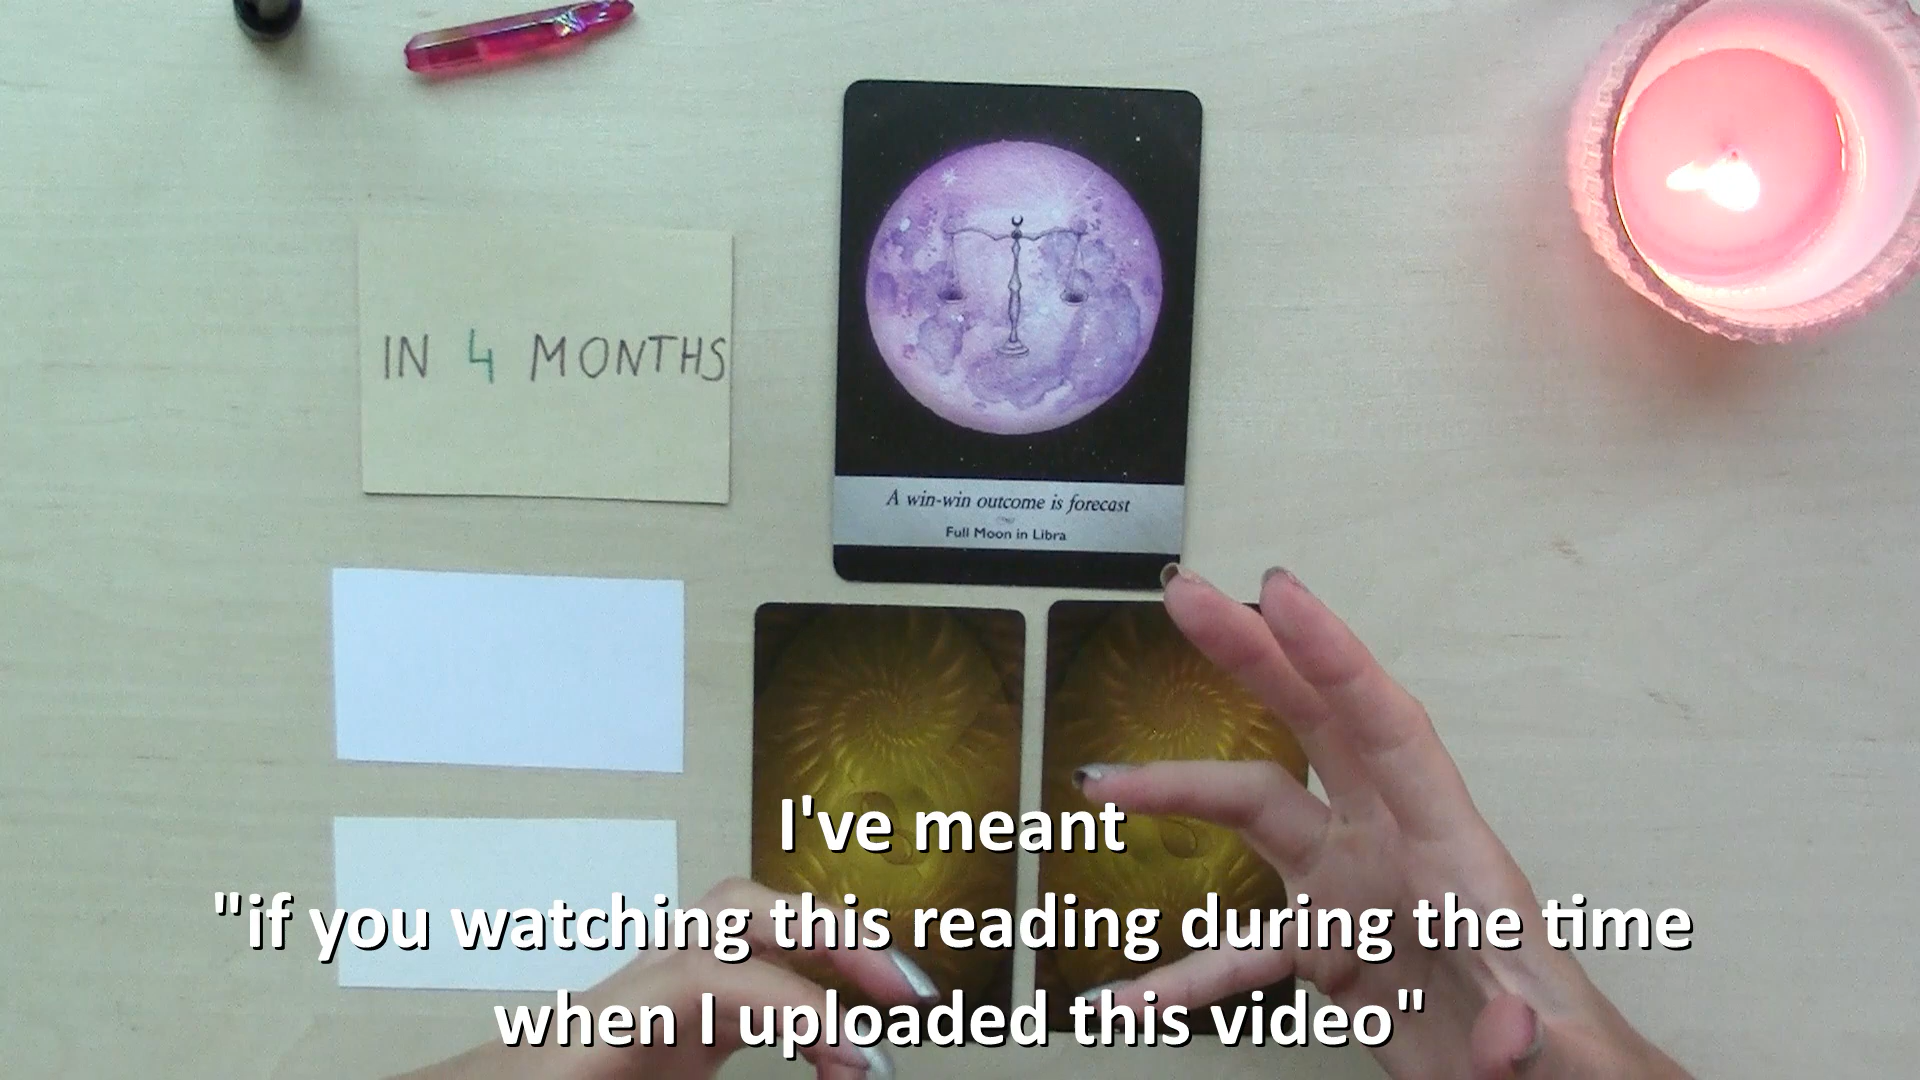 IN 4 MONTHS
A win-win outcome is forecast
Full Moon in Libra
I've meant
"if you watching this reading during the time
when I uploaded this video"